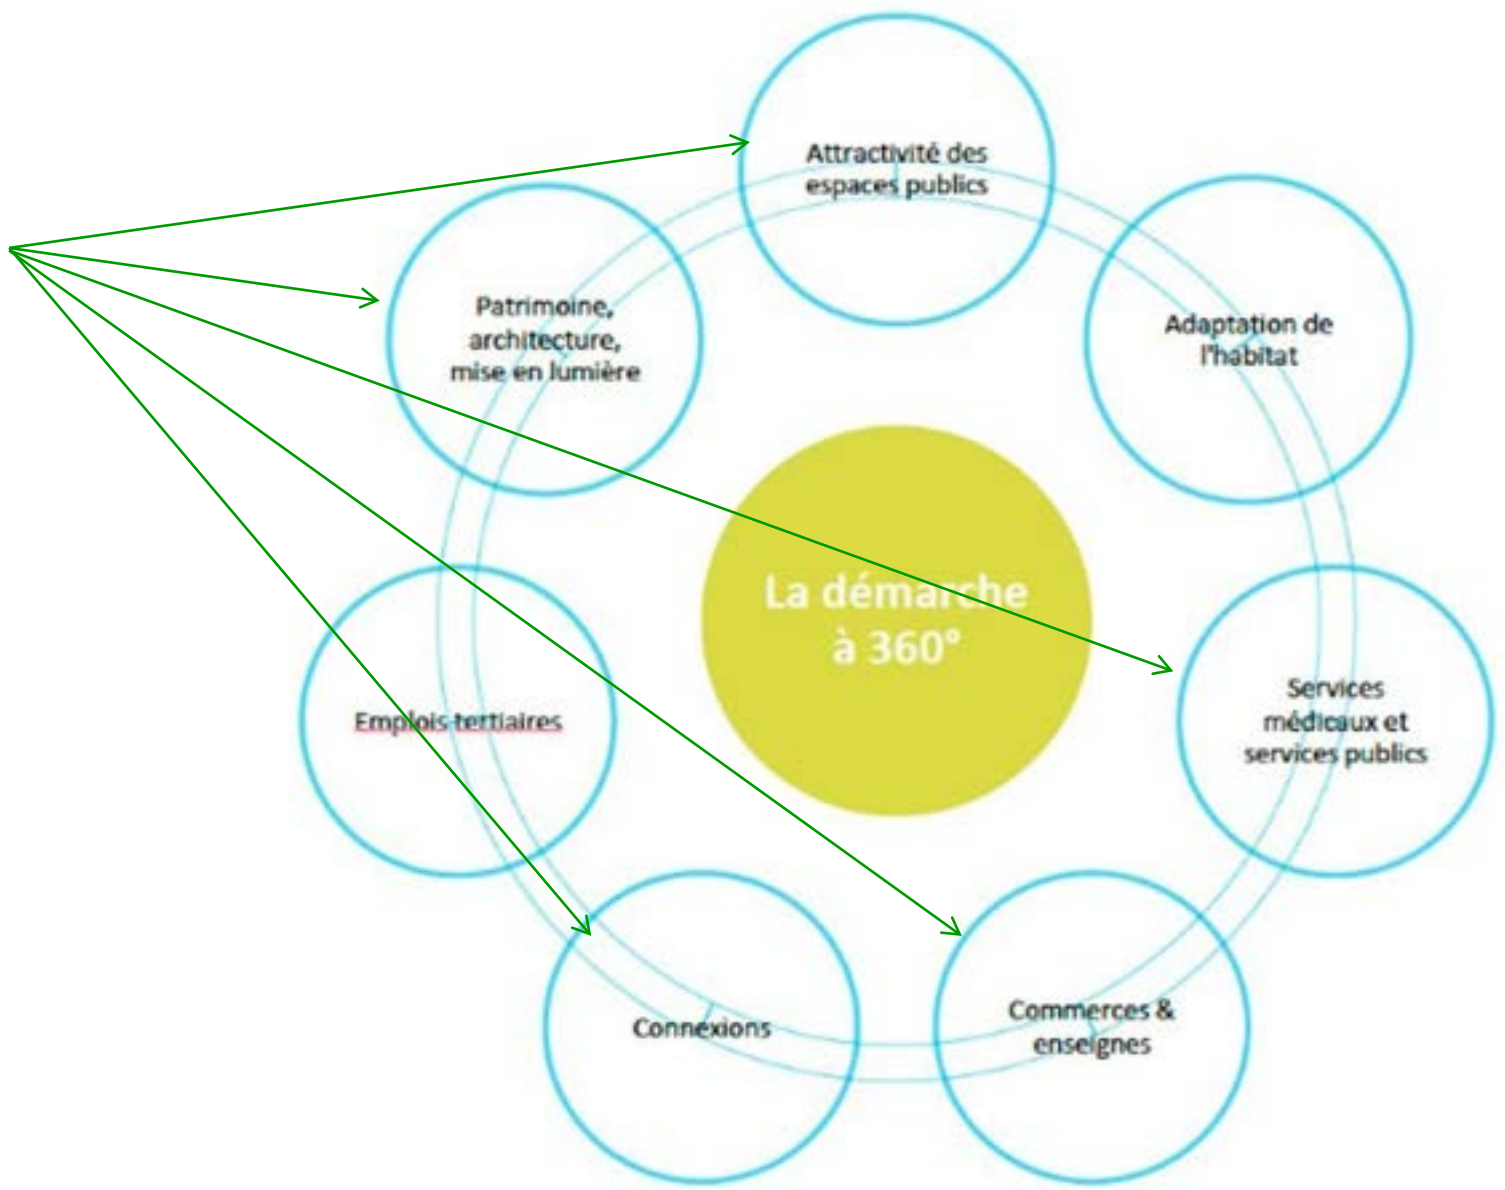 Attractivité des
espaces publics
Patrimoine,
architecture,
mise en lumière
Adaptation de
l'habitat
La démarche
à 360°
Emplois tertiaires
Services
médicaux et
services publics
Connexions
Commerces &
enseignes